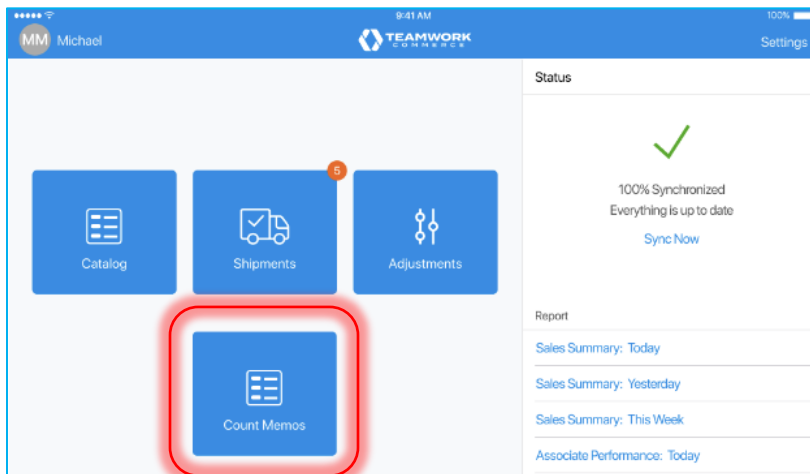 9:41 AM
100%
MM Michael
TEAMWORK
COMMERCE
Settings
Status
100% Synchronized
Everything is up to date
Sync Now
5
Catalog
Shipments
Adjustments
Count Memos
Report
Sales Summary: Today
Sales Summary: Yesterday
Sales Summary: This Week
Associate Performance: Today